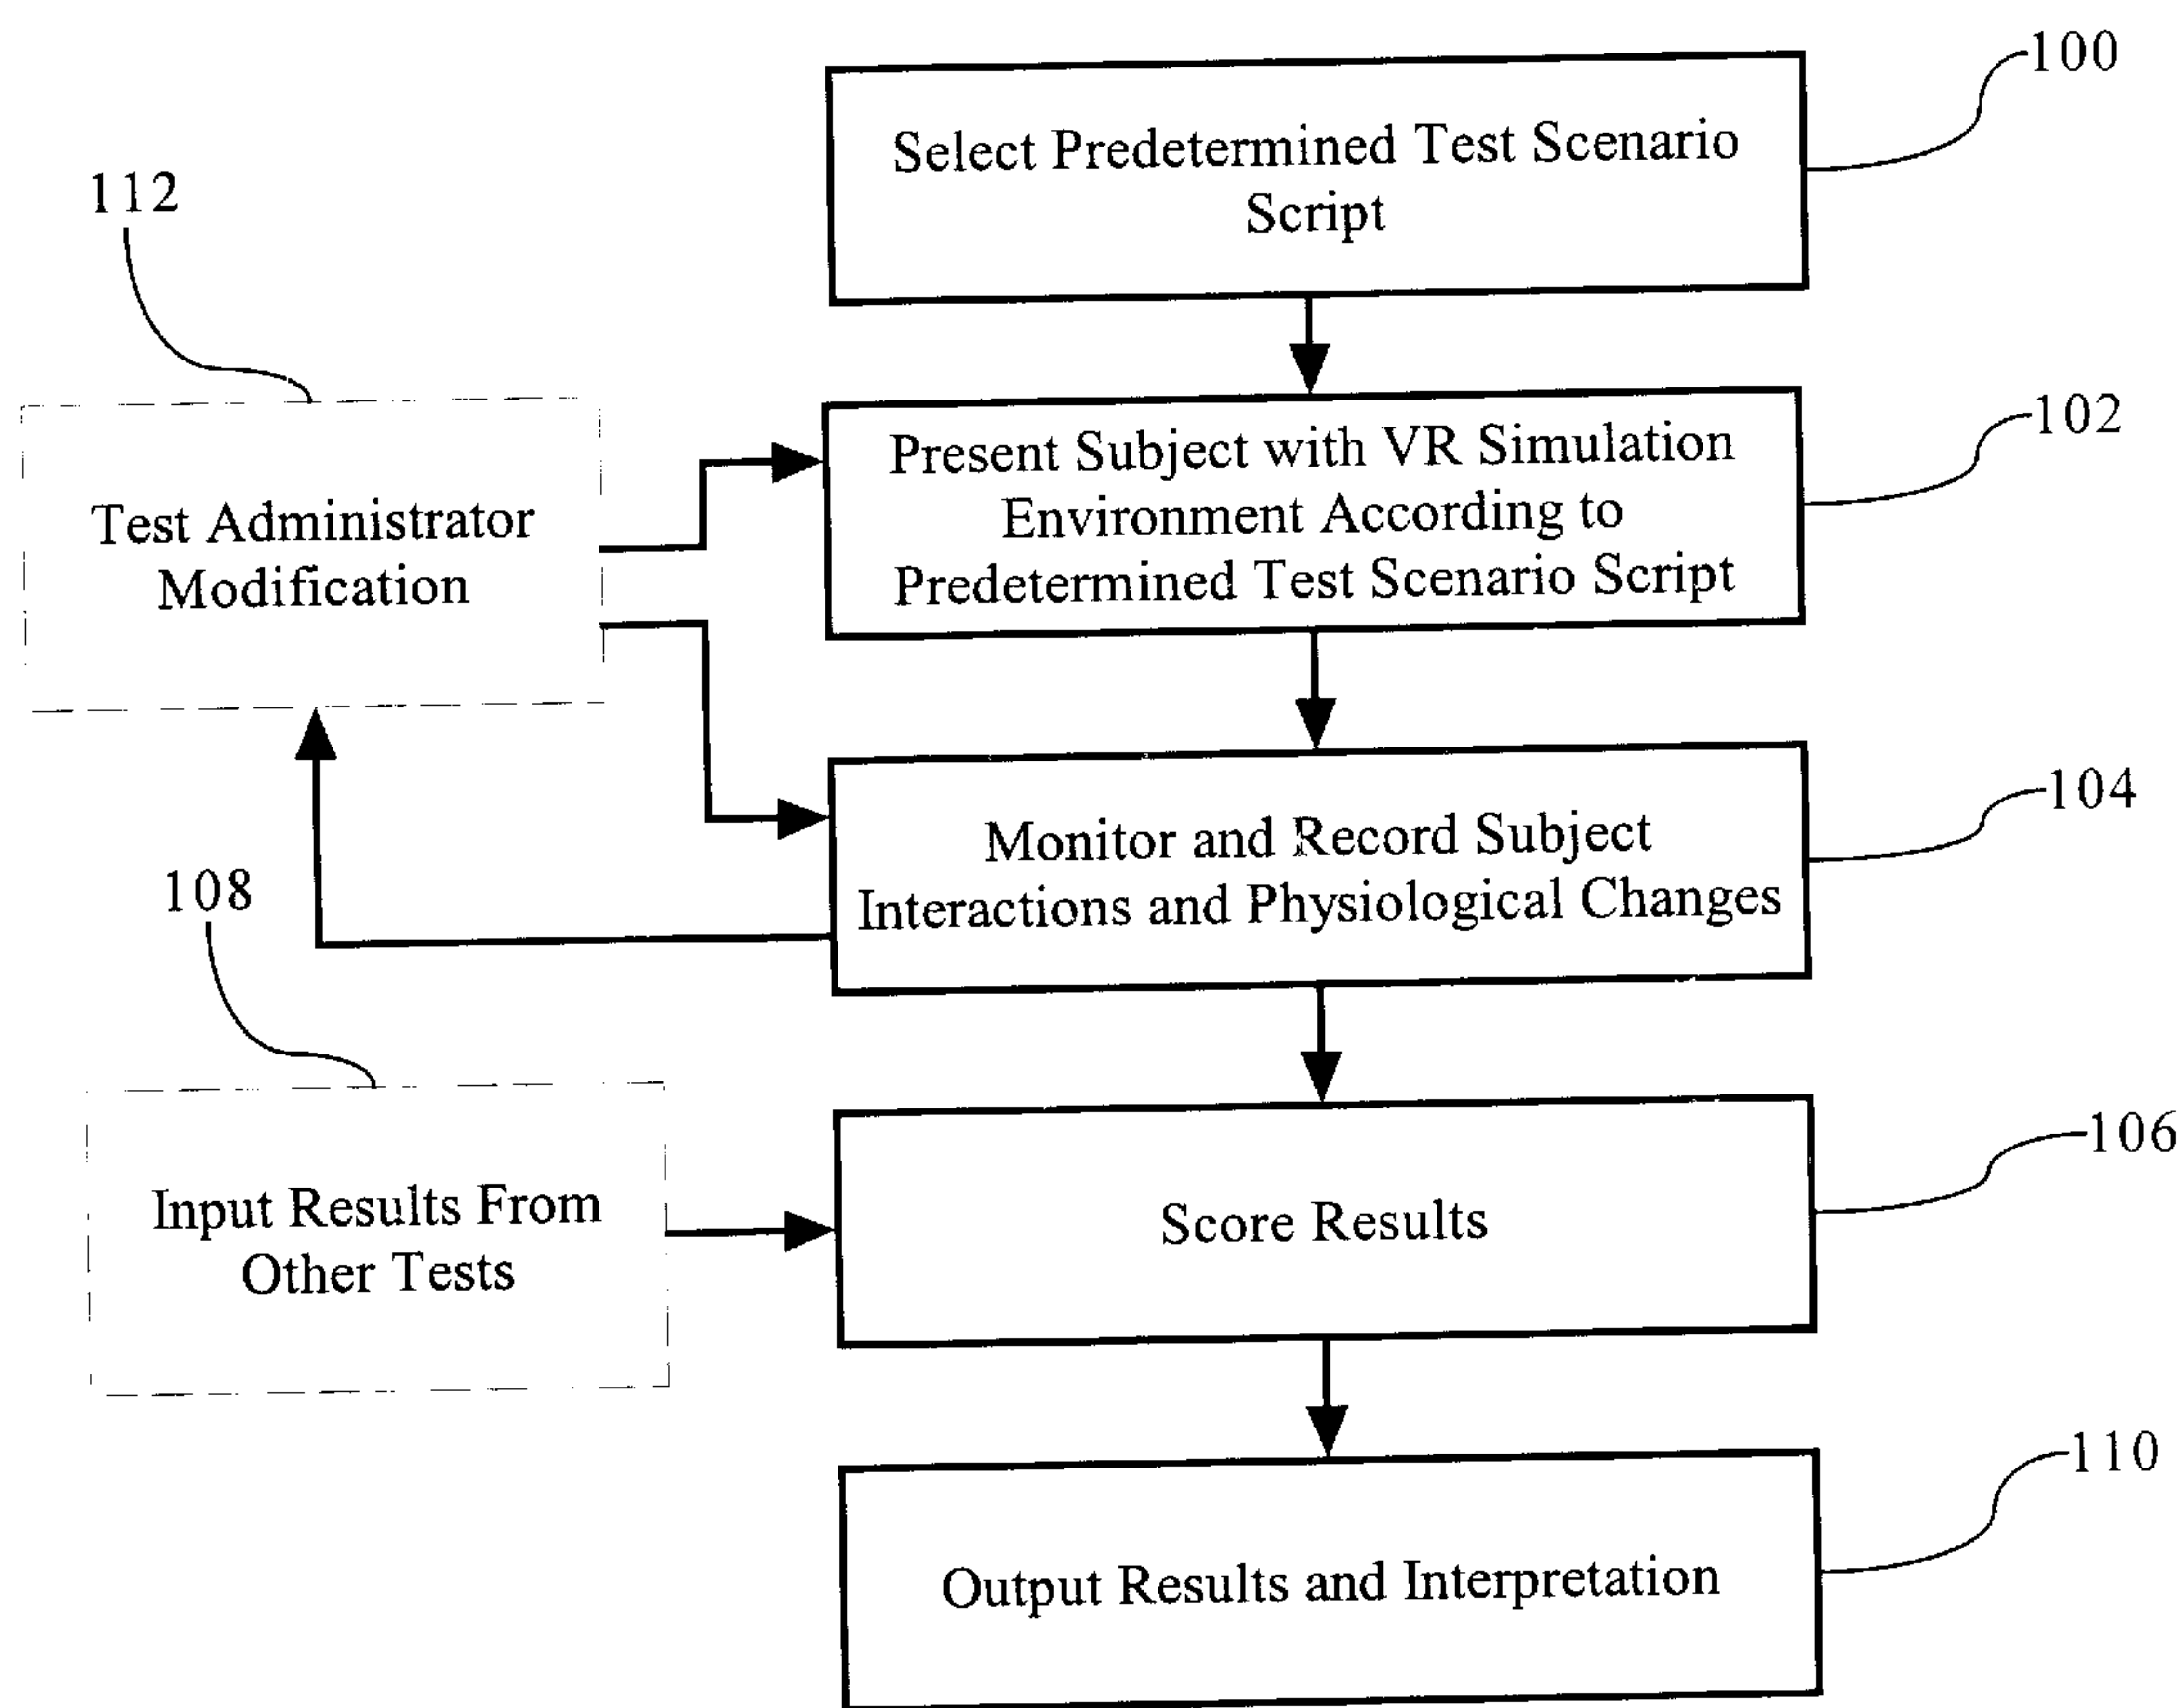 100
Select Predetermined Test Scenario
Script
112
102
Present Subject with VR Simulation
Environment According to
Predetermined Test Scenario Script
Test Administrator
Modification
104
Monitor and Record Subject
Interactions and Physiological Changes
108
106
Input Results From
Other Tests
Score Results
110
Output Results and Interpretation